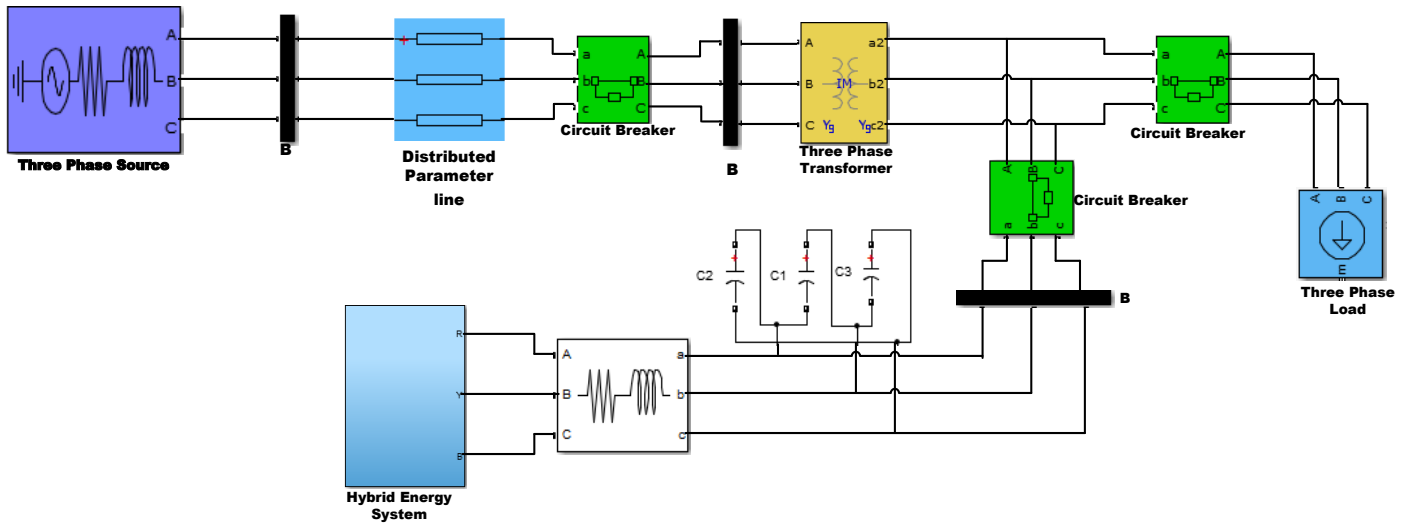 A
B
C
Three Phase Source
B
Distributed
Parameter
line
a
b
c
A
B
C
Circuit Breaker
B
A
B
C
a2
b2
c2
IM
Yg
Yg
Three Phase
Transformer
a
b
c
A
B
C
Circuit Breaker
A
B
C
a
b
c
Circuit Breaker
A
B
C
m
Three Phase
Load
B
C2
C1
C3
R
Y
B
Hybrid Energy
System
A
B
C
a
b
c